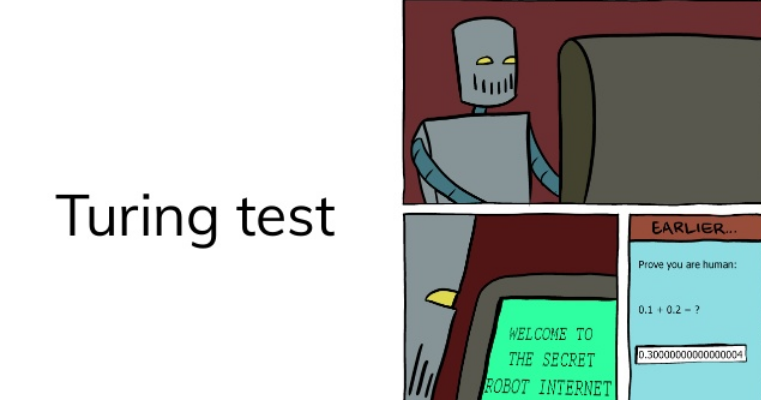 Turing test
WELCOME TO
THE SECRET
ROBOT INTERNET
EARLIER...
Prove you are human:
0.1 + 0.2 = ?
0.30000000000000004